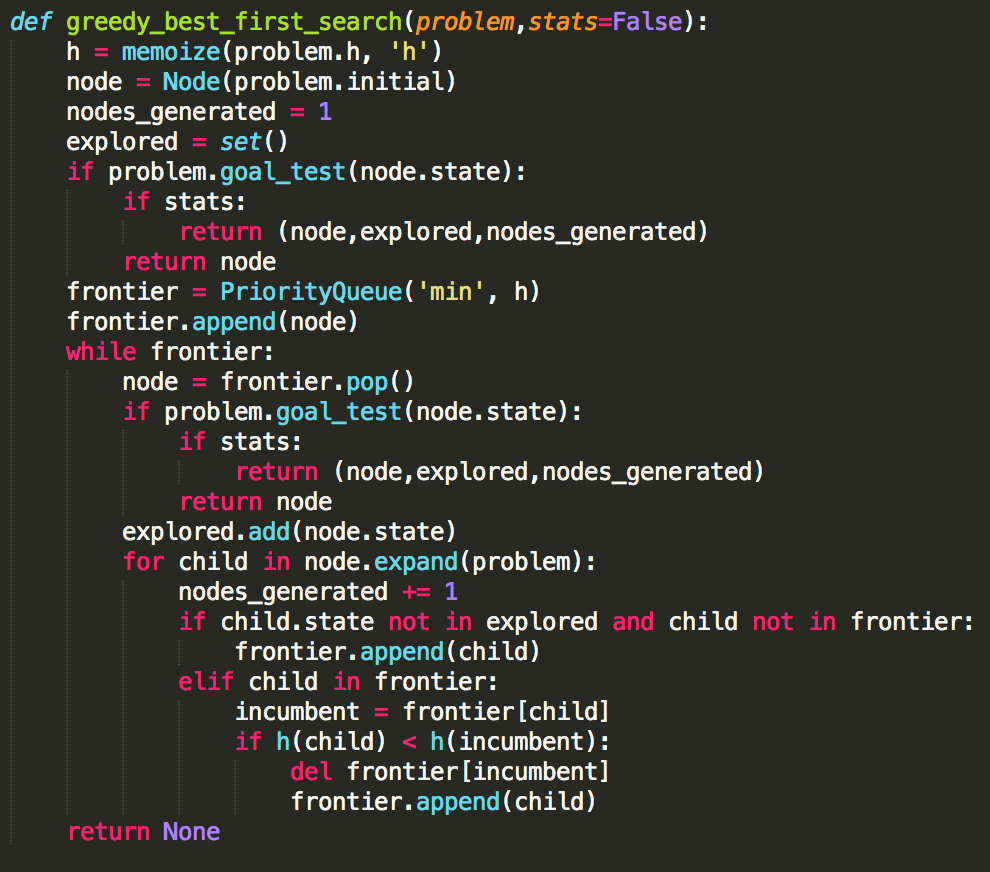 def greedy_best_first_search(problem,stats=False):
    h = memoize(problem.h, 'h')
    node = Node(problem.initial)
    nodes_generated = 1
    explored = set()
    if problem.goal_test(node.state):
        if stats:
            return (node,explored,nodes_generated)
        return node
    frontier = PriorityQueue('min', h)
    frontier.append(node)
    while frontier:
        node = frontier.pop()
        if problem.goal_test(node.state):
            if stats:
                return (node,explored,nodes_generated)
            return node
        explored.add(node.state)
        for child in node.expand(problem):
            nodes_generated += 1
            if child.state not in explored and child not in frontier:
                frontier.append(child)
            elif child in frontier:
                incumbent = frontier[child]
                if h(child) < h(incumbent):
                    del frontier[incumbent]
                    frontier.append(child)
    return None